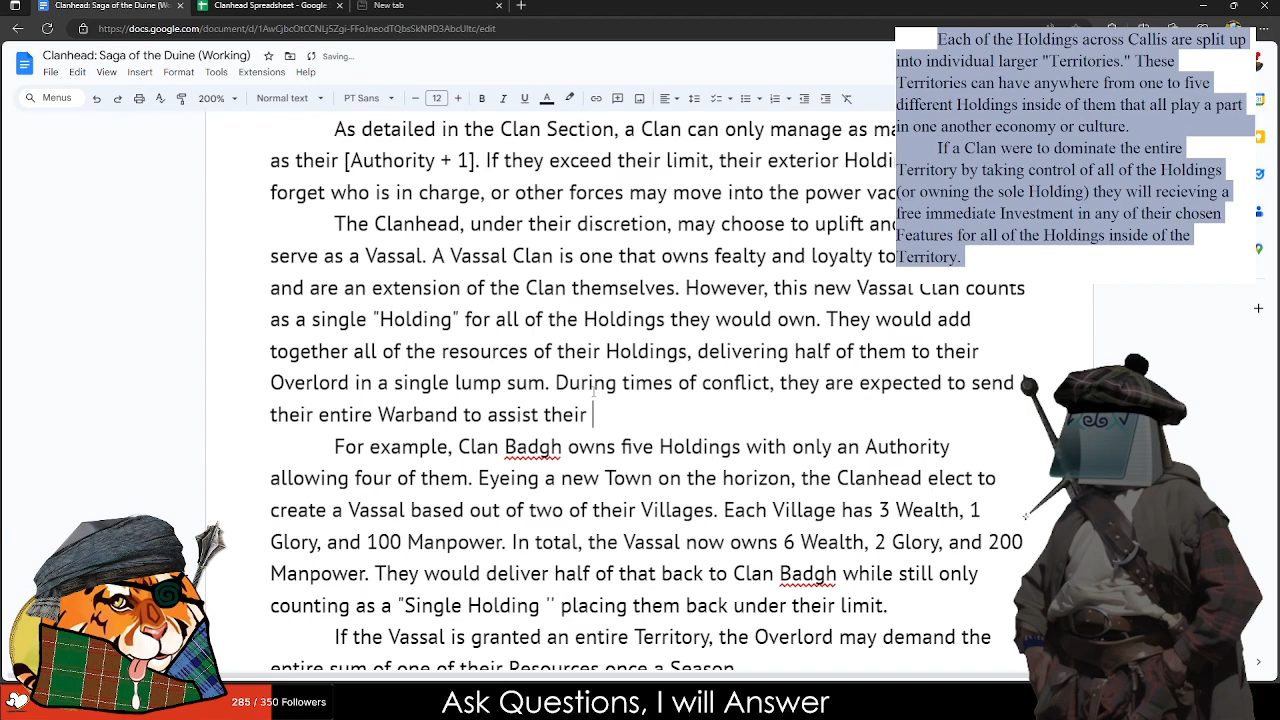 Clanhead: Saga of the Duine (W
Clanhead Spreadsheet - Google
New tab
https://docs.google.com/document/d/1AwCjbcOtCCNLj5Zgi-FFoJneodTQbsSkNPD3AbcUltc/edit
Clanhead: Saga of the Duine (Working)
Saving...
File Edit View Insert Format Tools Extensions Help
Menus 200% Normal text PT Sans 12 B I U A
Each of the Holdings across Callis are split up
into individual larger "Territories." These
Territories can have anywhere from one to five
different Holdings inside of them that all play a part
in one another economy or culture.
If a Clan were to dominate the entire
Territory by taking control of all of the Holdings
(or owning the sole Holding) they will recieving a
free immediate Investment in any of their chosen
Features for all of the Holdings inside of the
Territory.
As detailed in the Clan Section, a Clan can only manage as ma
as their [Authority + 1]. If they exceed their limit, their exterior Holdi
forget who is in charge, or other forces may move into the power vac
The Clanhead, under their discretion, may choose to uplift and
serve as a Vassal. A Vassal Clan is one that owns fealty and loyalty to
and are an extension of the Clan themselves. However, this new Vassal Clan counts
as a single "Holding" for all of the Holdings they would own. They would add
together all of the resources of their Holdings, delivering half of them to their
Overlord in a single lump sum. During times of conflict, they are expected to send
their entire Warband to assist their
For example, Clan Badgh owns five Holdings with only an Authority
allowing four of them. Eyeing a new Town on the horizon, the Clanhead elect to
create a Vassal based out of two of their Villages. Each Village has 3 Wealth, 1
Glory, and 100 Manpower. In total, the Vassal now owns 6 Wealth, 2 Glory, and 200
Manpower. They would deliver half of that back to Clan Badgh while still only
counting as a "Single Holding '' placing them back under their limit.
If the Vassal is granted an entire Territory, the Overlord may demand the
entire sum of one of their Resources once a Season.
285 / 350 Followers
Ask Questions, I will Answer